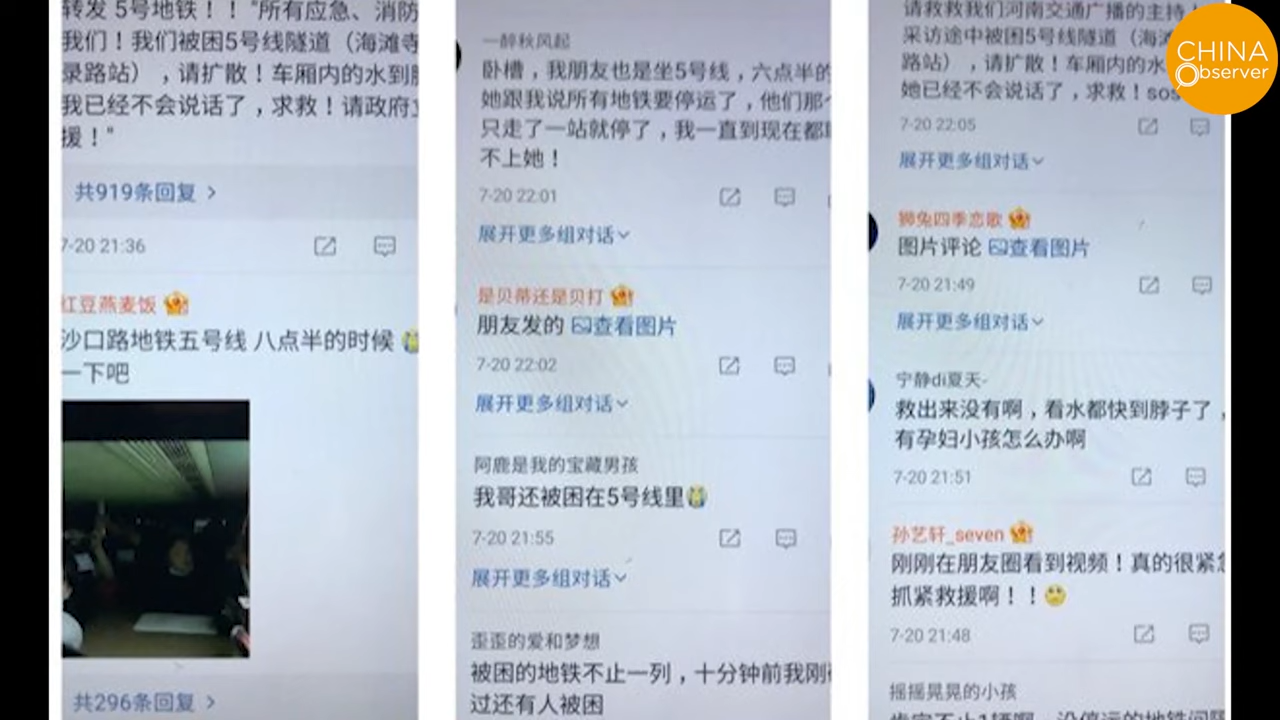 转发 5号地铁！！"所有应急、消防
我们！我们被困5号线隧道（海滩寺
录路站），请扩散！车厢内的水到
我已经不会说话了，求救！请政府
援！"
共919条回复 >
7-20 21:36
红豆燕麦饭
沙口路地铁五号线 八点半的时候
一下吧
共296条回复 >
一醉秋风起
卧槽，我朋友也是坐5号线，六点半的
她跟我说所有地铁要停运了，他们那
只走了一站就停了，我一直到现在都
不上她！
7-20 22:01
展开更多组对话
是贝蒂还是贝打
朋友发的 查看图片
7-20 22:02
展开更多组对话
阿鹿是我的宝藏男孩
我哥还被困在5号线里
7-20 21:55
展开更多组对话
歪歪的爱和梦想
被困的地铁不止一列，十分钟前我刚
过还有人被困
请救救我们河南交通广播的主持
采访途中被困5号线隧道（海滩
路站），请扩散！车厢内的水
她已经不会说话了，求救！sos
7-20 22:05
展开更多组对话
狮兔四季恋歌
图片评论 查看图片
7-20 21:49
展开更多组对话
宁静di夏天-
救出来没有啊，看水都快到脖子了，
有孕妇小孩怎么办啊
7-20 21:51
孙艺轩_seven
刚刚在朋友圈看到视频！真的很紧急
抓紧救援啊！！
7-20 21:48
摇摇晃晃的小孩
CHINA
Observer